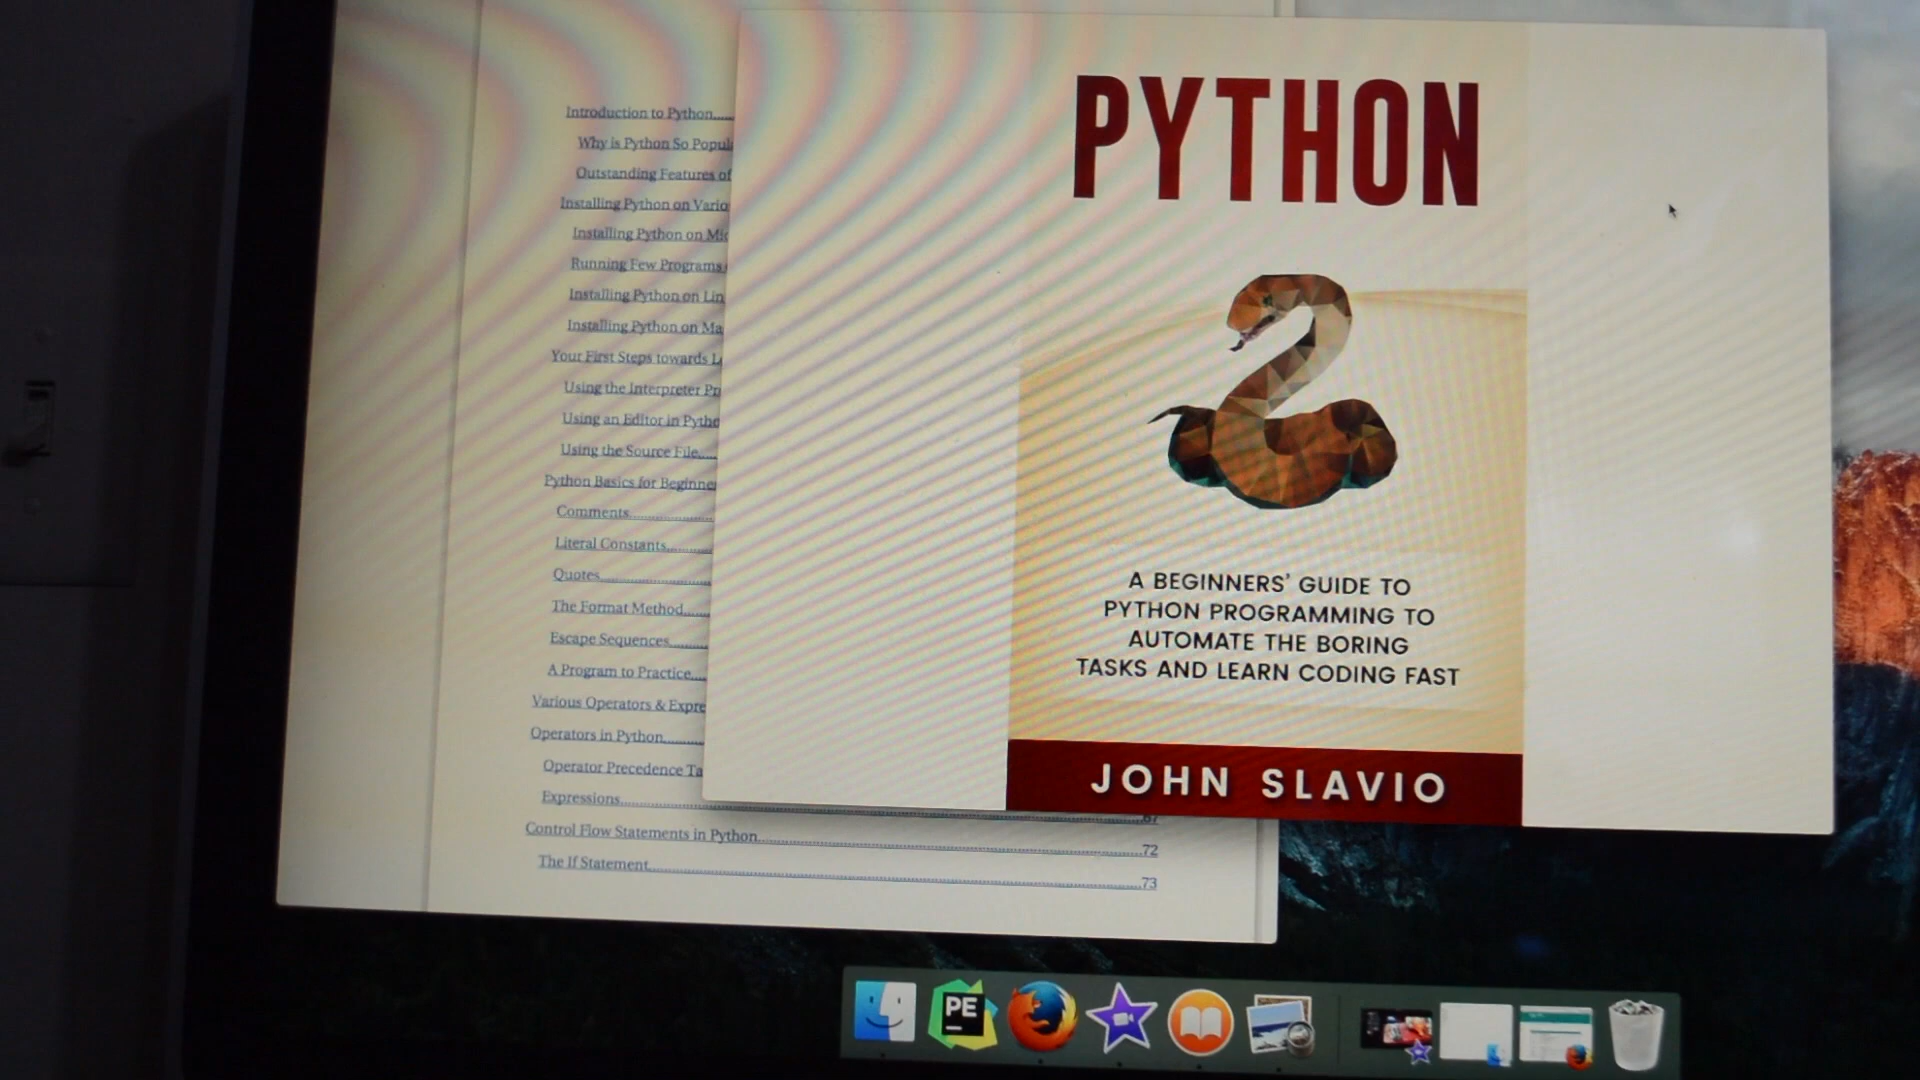 Introduction to Python......
Why is Python So Popul
Outstanding Features of
Installing Python on Vario
Installing Python on Mic
Running Few Programs
Installing Python on Lin
Installing Python on Ma
Your First Steps towards L
Using the Interpreter Pr
Using an Editor in Pytho
Using the Source File.....
Python Basics for Beginne
Comments
Literal Constants
Quotes
The Format Method
Escape Sequences
A Program to Practice
Various Operators & Expre
Operators in Python
Operator Precedence Ta
Expressions 67
Control Flow Statements in Python 72
The If Statement 73
PYTHON
A BEGINNERS' GUIDE TO
PYTHON PROGRAMMING TO
AUTOMATE THE BORING
TASKS AND LEARN CODING FAST
JOHN SLAVIO
PE